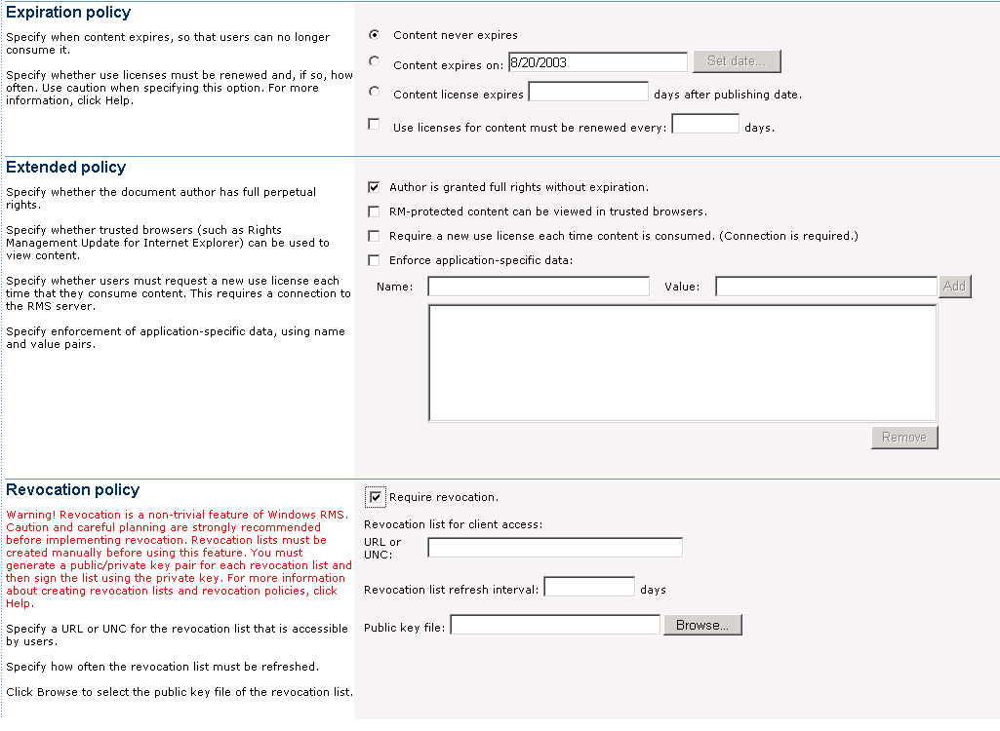 Expiration policy
Specify when content expires, so that users can no longer
consume it.
Specify whether use licenses must be renewed and, if so, how
often. Use caution when specifying this option. For more
information, click Help.
Content never expires
Content expires on: 8/20/2003 Set date...
Content license expires days after publishing date.
Use licenses for content must be renewed every: days.
Extended policy
Specify whether the document author has full perpetual
rights.
Specify whether trusted browsers (such as Rights
Management Update for Internet Explorer) can be used to
view content.
Specify whether users must request a new use license each
time that they consume content. This requires a connection to
the RMS server.
Specify enforcement of application-specific data, using name
and value pairs.
Author is granted full rights without expiration.
RM-protected content can be viewed in trusted browsers.
Require a new use license each time content is consumed. (Connection is required.)
Enforce application-specific data:
Name: Value: Add
Remove
Revocation policy
Warning! Revocation is a non-trivial feature of Windows RMS.
Caution and careful planning are strongly recommended
before implementing revocation. Revocation lists must be
created manually before using this feature. You must
generate a public/private key pair for each revocation list and
then sign the list using the private key. For more information
about creating revocation lists and revocation policies, click
Help.
Specify a URL or UNC for the revocation list that is accessible
by users.
Specify how often the revocation list must be refreshed.
Click Browse to select the public key file of the revocation list.
Require revocation.
Revocation list for client access:
URL or
UNC:
Revocation list refresh interval: days
Public key file: Browse...